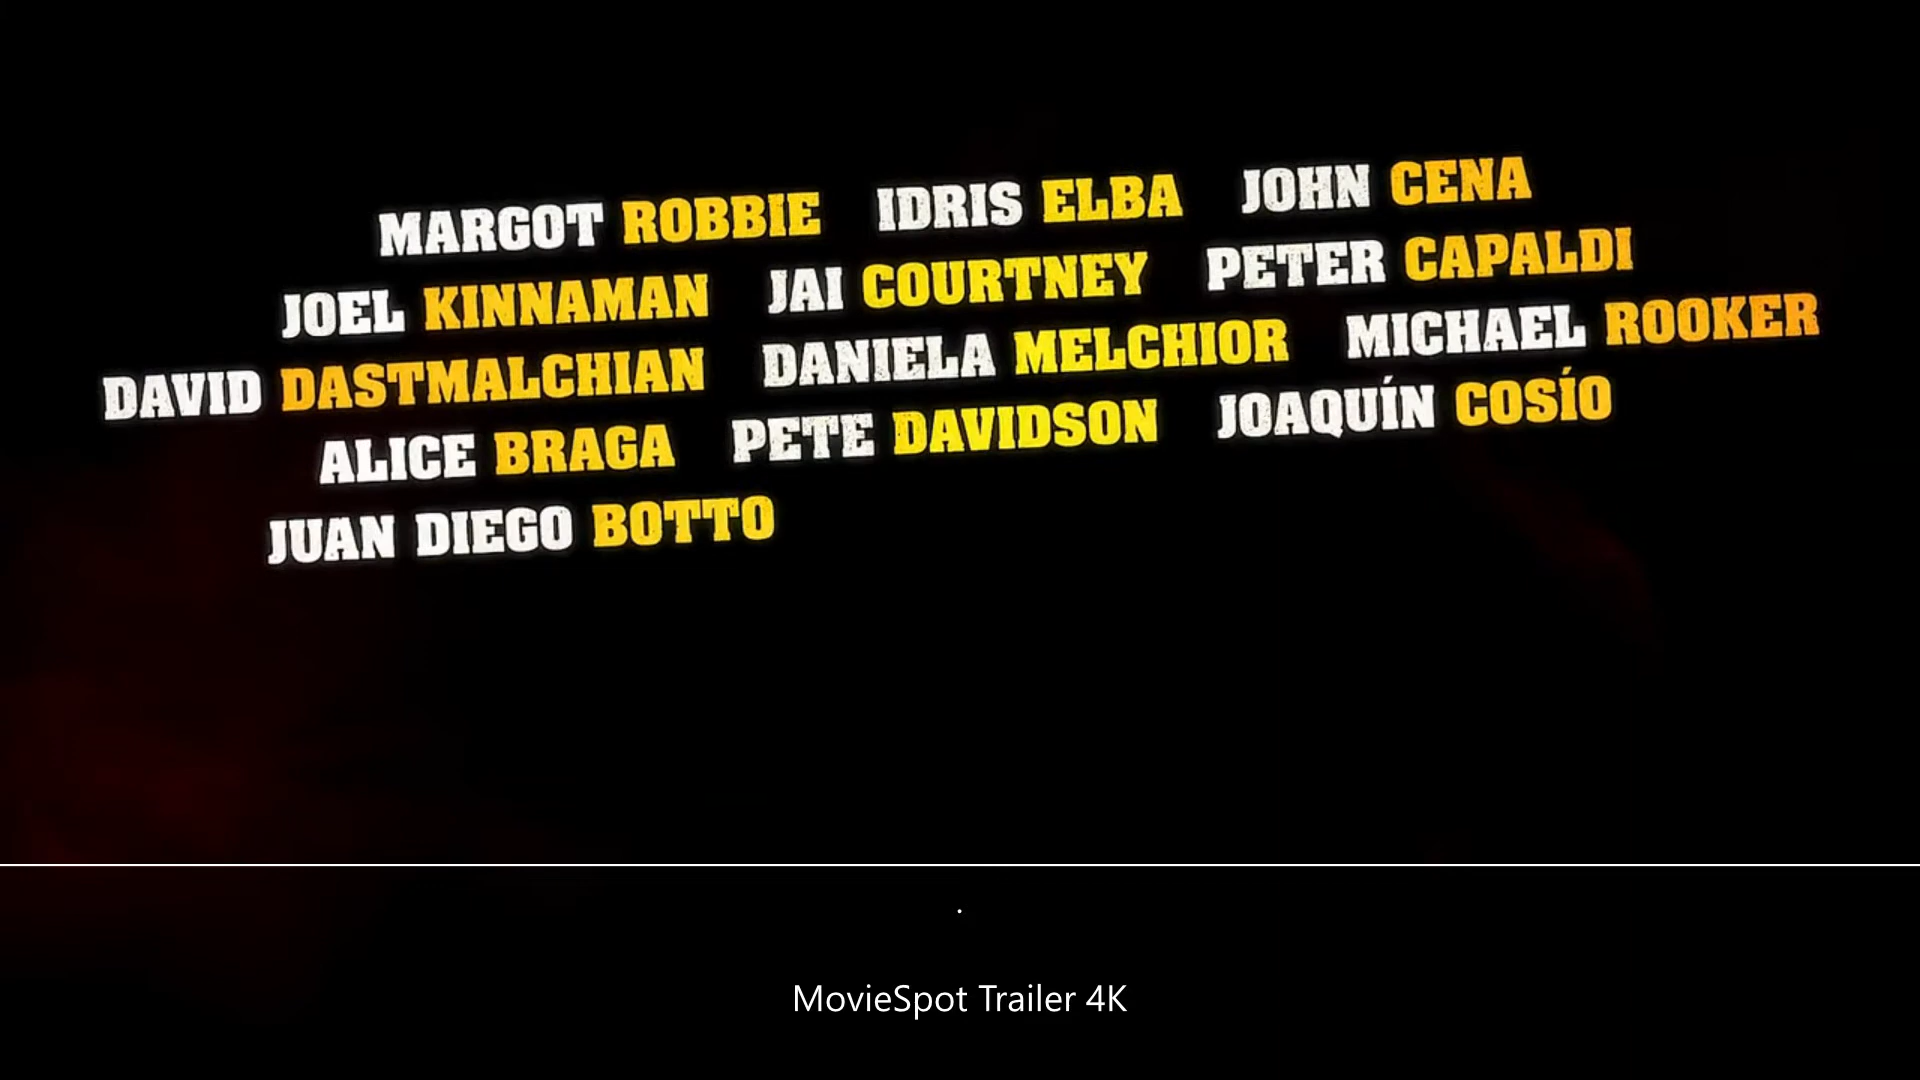 MARGOT ROBBIE IDRIS ELBA JOHN CENA
JOEL KINNAMAN JAI COURTNEY PETER CAPALDI
DAVID DASTMALCHIAN DANIELA MELCHIOR MICHAEL ROOKER
ALICE BRAGA PETE DAVIDSON JOAQUÍN COSÍO
JUAN DIEGO BOTTO
.
MovieSpot Trailer 4K